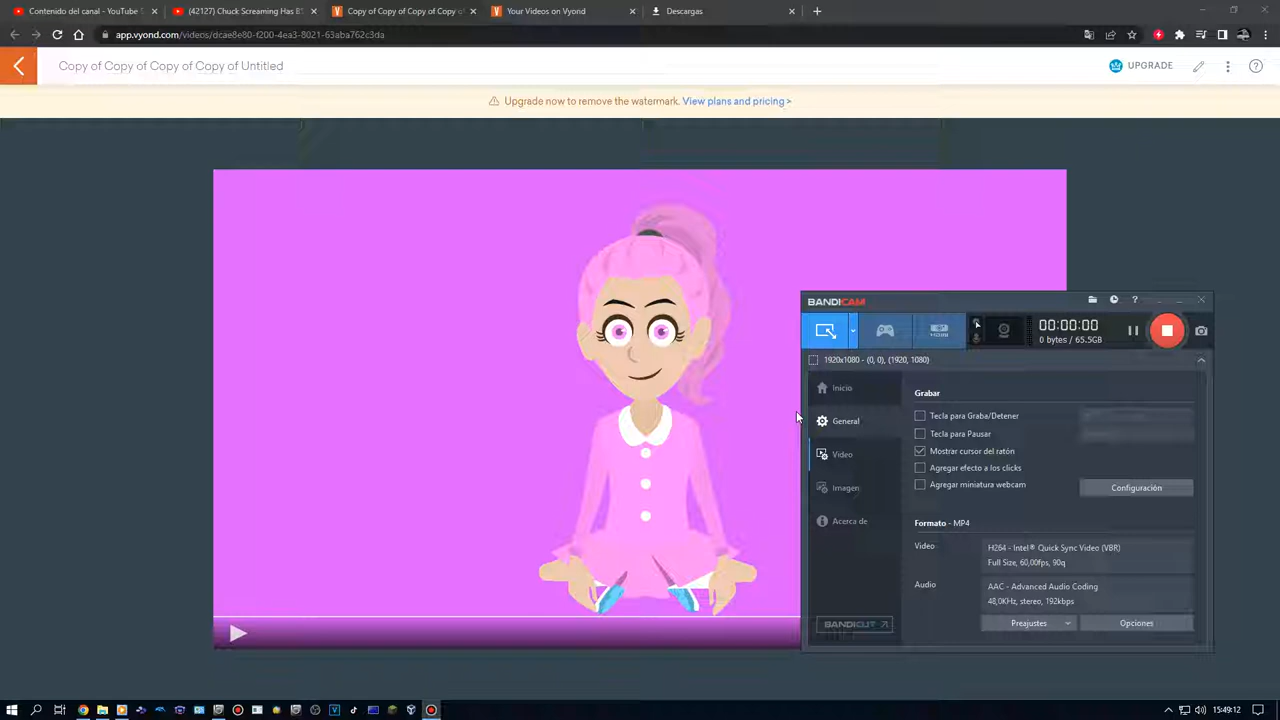 Contenido del canal - YouTube S
(42127) Chuck Screaming Has BS
Copy of Copy of Copy of Copy of
Your Videos on Vyond
Descargas
app.vyond.com/videos/dcae8e80-f200-4ea3-8021-63aba762c3da
Copy of Copy of Copy of Copy of Untitled
UPGRADE
Upgrade now to remove the watermark. View plans and pricing >
BANDICAM
00:00:00
0 bytes / 65.5GB
1920x1080 - (0, 0), (1920, 1080)
Inicio
General
Video
Imagen
Acerca de
BANDICUT
Grabar
Tecla para Graba/Detener
Tecla para Pausar
Mostrar cursor del ratón
Agregar efecto a los clicks
Agregar miniatura webcam
Configuración
Formato - MP4
Video
H264 - Intel® Quick Sync Video (VBR)
Full Size, 60,00fps, 90q
Audio
AAC - Advanced Audio Coding
48,0KHz, stereo, 192kbps
Preajustes
Opciones
15:49:12